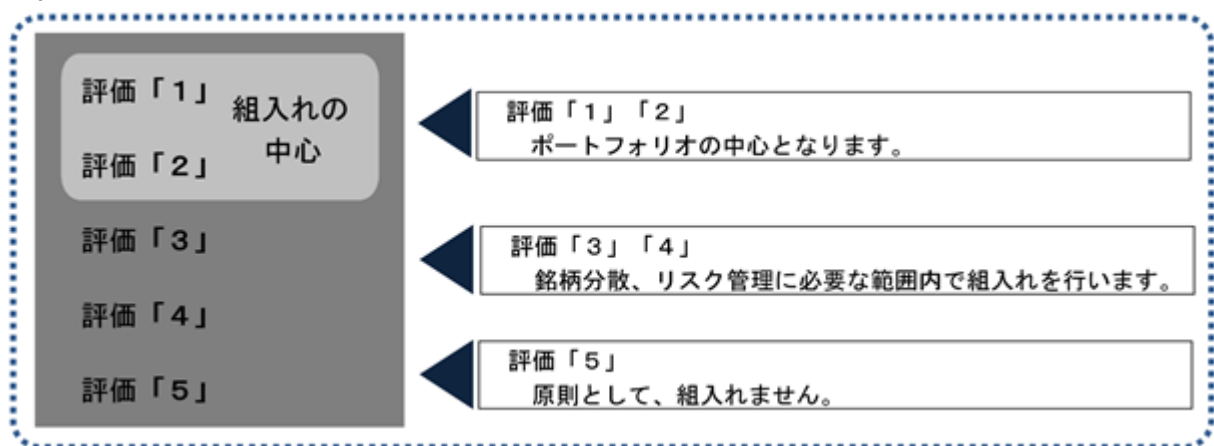 評価「１」
組入れの
中心
評価「２」
評価「３」
評価「４」
評価「５」
評価「１」「２」
ポートフォリオの中心となります。
評価「３」「４」
銘柄分散、リスク管理に必要な範囲内で組入れを行います。
評価「５」
原則として、組入れません。